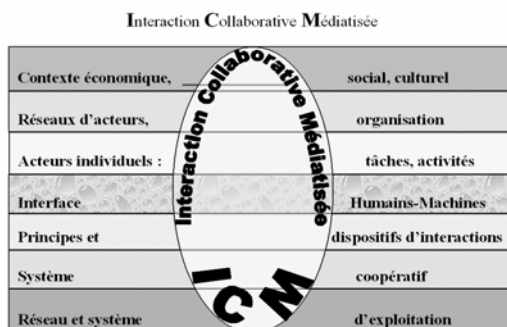 Interaction Collaborative Médiatisée
Contexte économique, social, culturel
Réseaux d'acteurs, organisation
Acteurs individuels : tâches, activités
Interface Humains-Machines
Principes et dispositifs d'interactions
Système coopératif
Réseau et système d'exploitation
Interaction Collaborative Médiatisée
ICM